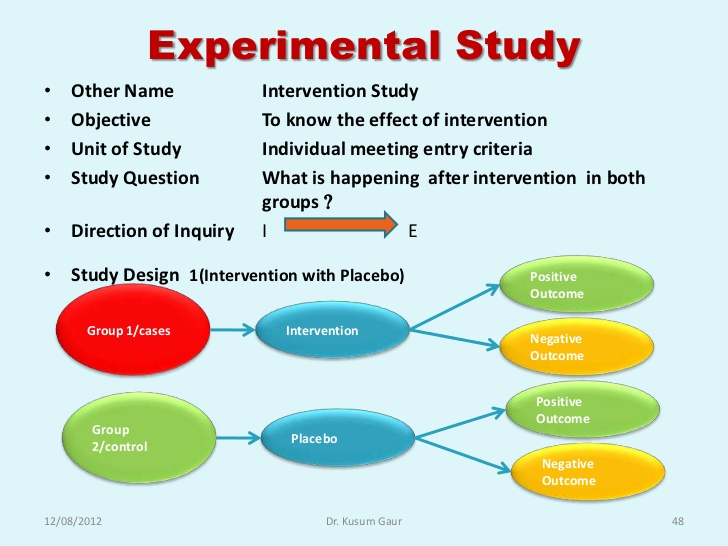 Experimental Study
• Other Name Intervention Study
• Objective To know the effect of intervention
• Unit of Study Individual meeting entry criteria
• Study Question What is happening after intervention in both
groups ?
• Direction of Inquiry I E
• Study Design 1(Intervention with Placebo)
Positive
Outcome
Group 1/cases Intervention
Negative
Outcome
Positive
Outcome
Group
2/control
Placebo
Negative
Outcome
12/08/2012 Dr. Kusum Gaur 48